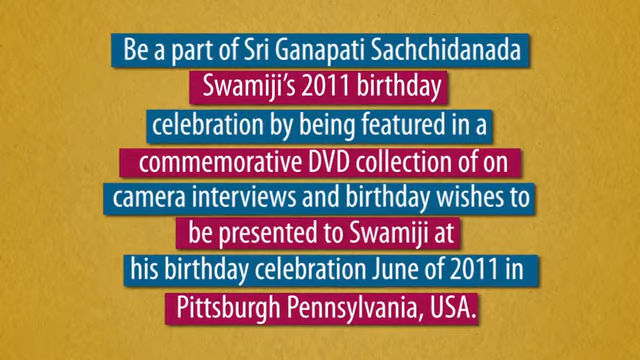 Be a part of Sri Ganapati Sachchidanada
Swamiji's 2011 birthday
celebration by being featured in a
commemorative DVD collection of on
camera interviews and birthday wishes to
be presented to Swamiji at
his birthday celebration June of 2011 in
Pittsburgh Pennsylvania, USA.